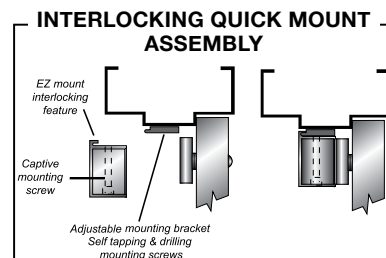 INTERLOCKING QUICK MOUNT
ASSEMBLY
EZ mount
interlocking
feature
Captive
mounting
screw
Adjustable mounting bracket
Self tapping & drilling
mounting screws